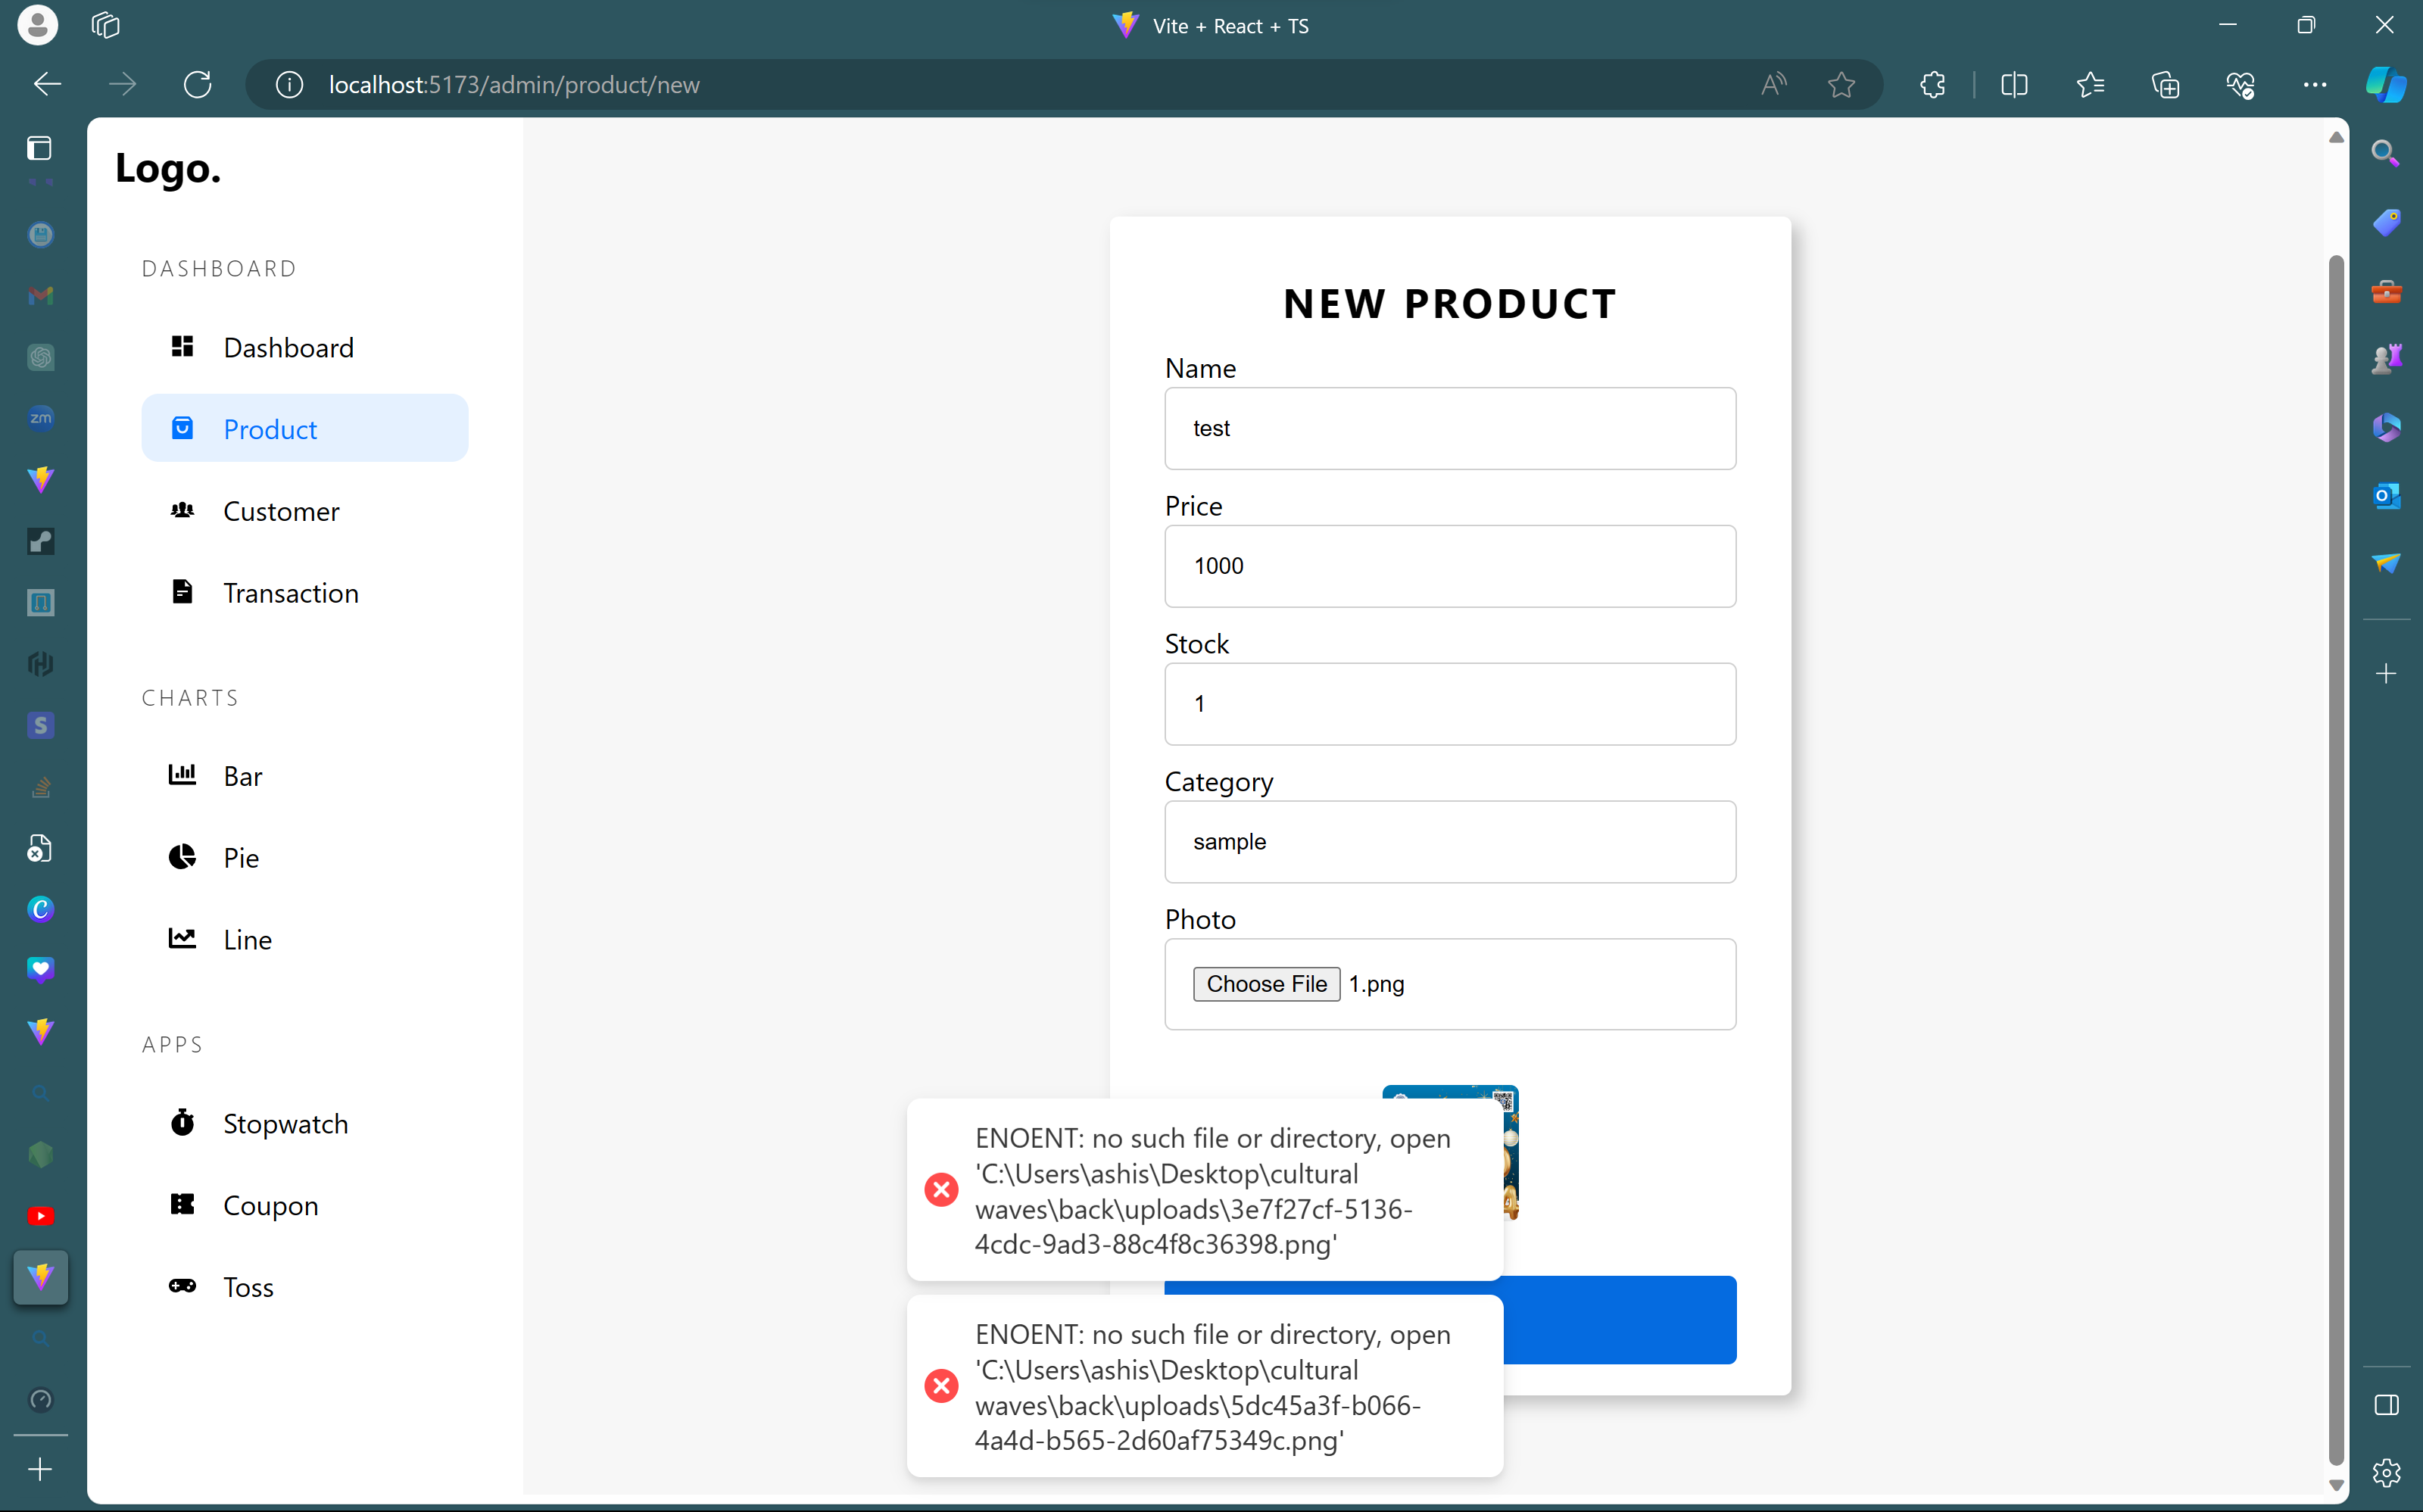 Vite + React + TS
localhost:5173/admin/product/new
Logo.
DASHBOARD
Dashboard
Product
Customer
Transaction
CHARTS
Bar
Pie
Line
APPS
Stopwatch
Coupon
Toss
NEW PRODUCT
Name
test
Price
1000
Stock
1
Category
sample
Photo
Choose File 1.png
ENOENT: no such file or directory, open
'C:\Users\ashis\Desktop\cultural
waves\back\uploads\3e7f27cf-5136-
4cdc-9ad3-88c4f8c36398.png'
ENOENT: no such file or directory, open
'C:\Users\ashis\Desktop\cultural
waves\back\uploads\5dc45a3f-b066-
4a4d-b565-2d60af75349c.png'